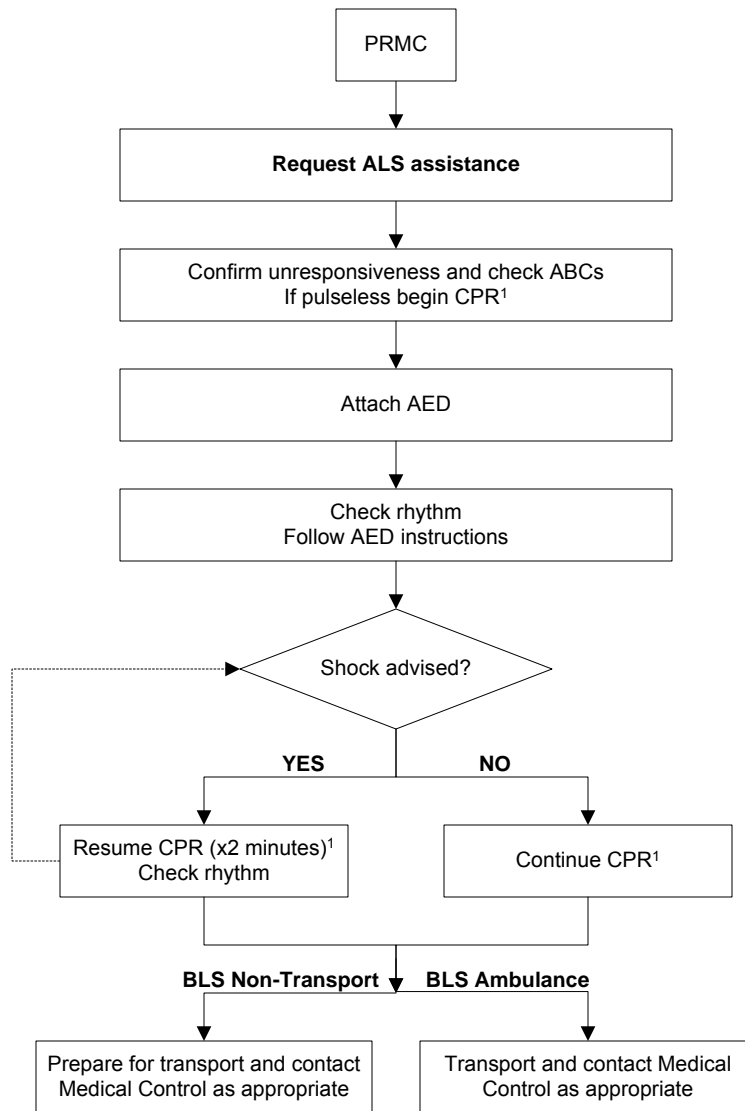 PRMC
Request ALS assistance
Confirm unresponsiveness and check ABCs
If pulseless begin CPR¹
Attach AED
Check rhythm
Follow AED instructions
Shock advised?
YES
NO
Resume CPR (x2 minutes)¹
Check rhythm
Continue CPR¹
BLS Non-Transport
BLS Ambulance
Prepare for transport and contact
Medical Control as appropriate
Transport and contact Medical
Control as appropriate